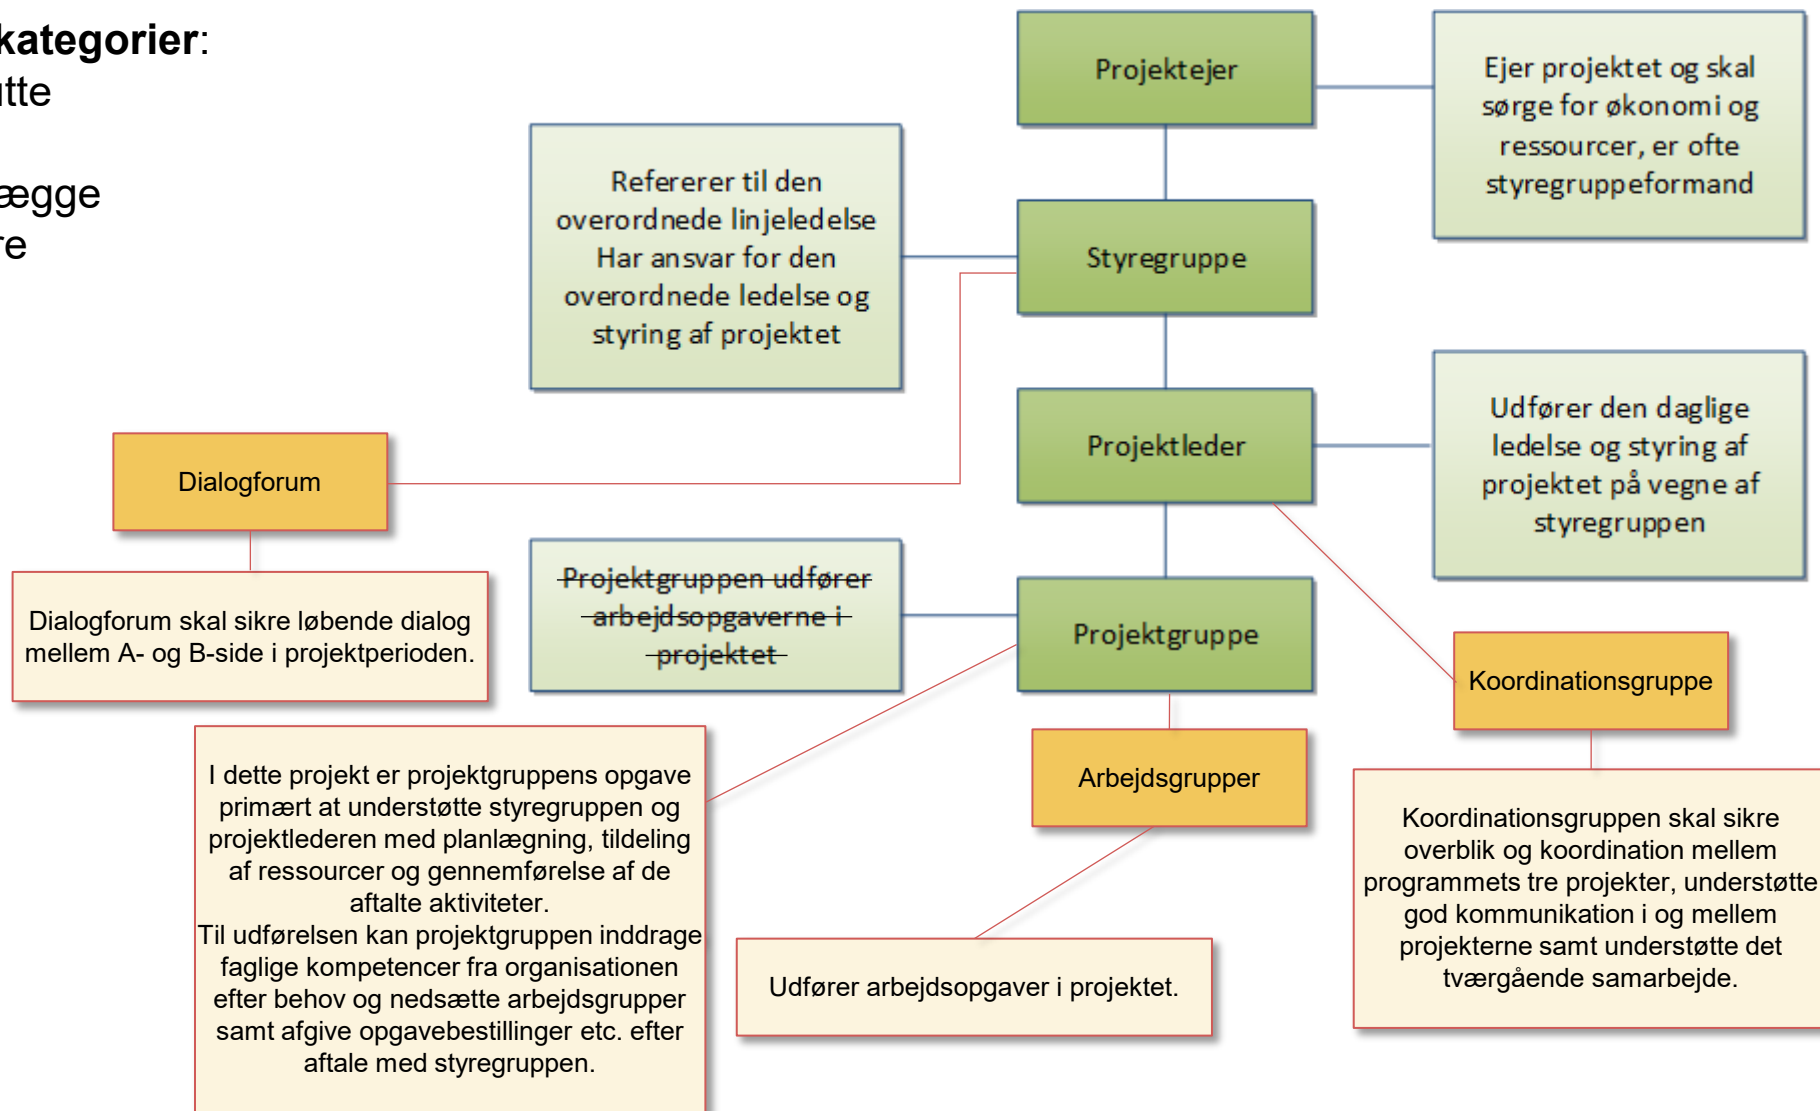 kategorier:
utte
ægge
re
Projektejer
Ejer projektet og skal
sørge for økonomi og
ressourcer, er ofte
styregruppeformand
Refererer til den
overordnede linjeledelse
Har ansvar for den
overordnede ledelse og
styring af projektet
Styregruppe
Projektleder
Udfører den daglige
ledelse og styring af
projektet på vegne af
styregruppen
Dialogforum
Dialogforum skal sikre løbende dialog
mellem A- og B-side i projektperioden.
Projektgruppen udfører
arbejdsopgaverne i
projektet
Projektgruppe
Koordinationsgruppe
I dette projekt er projektgruppens opgave
primært at understøtte styregruppen og
projektlederen med planlægning, tildeling
af ressourcer og gennemførelse af de
aftalte aktiviteter.
Til udførelsen kan projektgruppen inddrage
faglige kompetencer fra organisationen
efter behov og nedsætte arbejdsgrupper
samt afgive opgavebestillinger etc. efter
aftale med styregruppen.
Arbejdsgrupper
Udfører arbejdsopgaver i projektet.
Koordinationsgruppen skal sikre
overblik og koordination mellem
programmets tre projekter, understøtte
god kommunikation i og mellem
projekterne samt understøtte det
tværgående samarbejde.